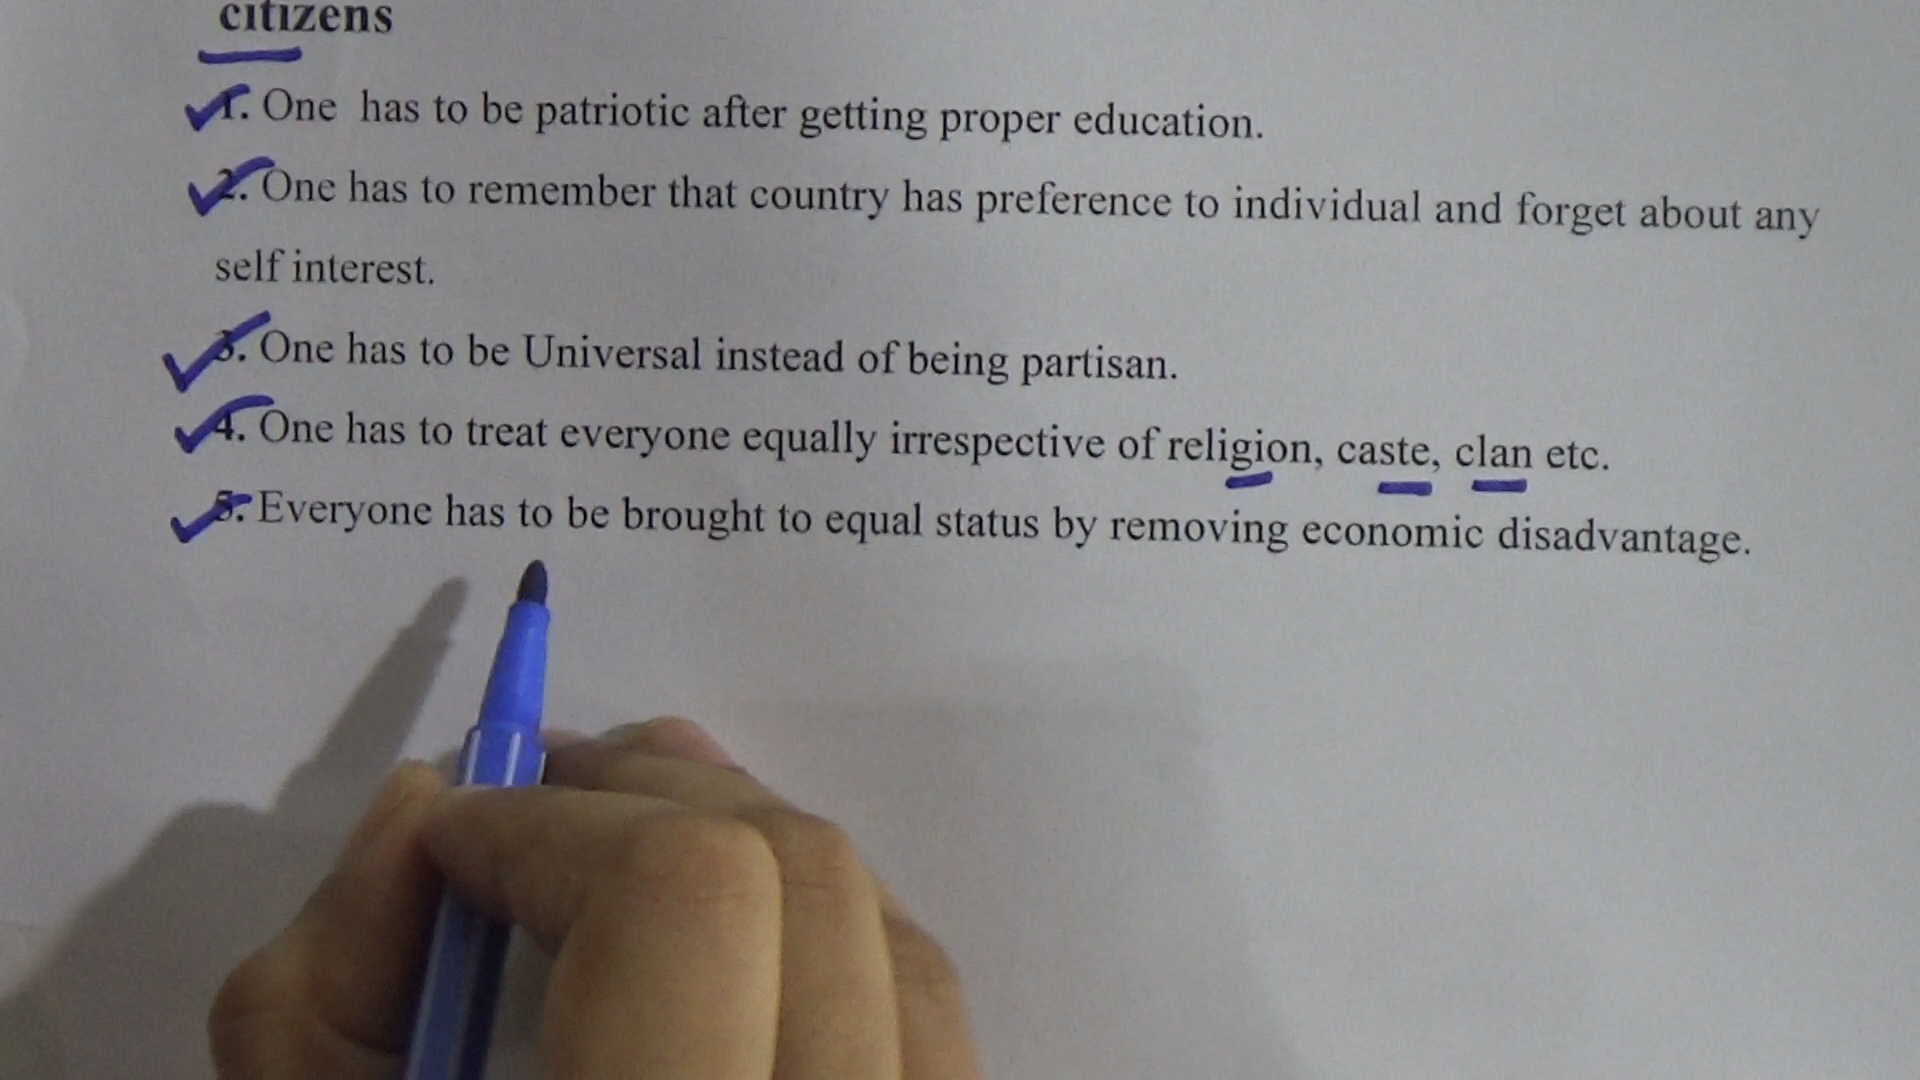 citizens
1. One has to be patriotic after getting proper education.
2. One has to remember that country has preference to individual and forget about any
self interest.
3. One has to be Universal instead of being partisan.
4. One has to treat everyone equally irrespective of religion, caste, clan etc.
5. Everyone has to be brought to equal status by removing economic disadvantage.